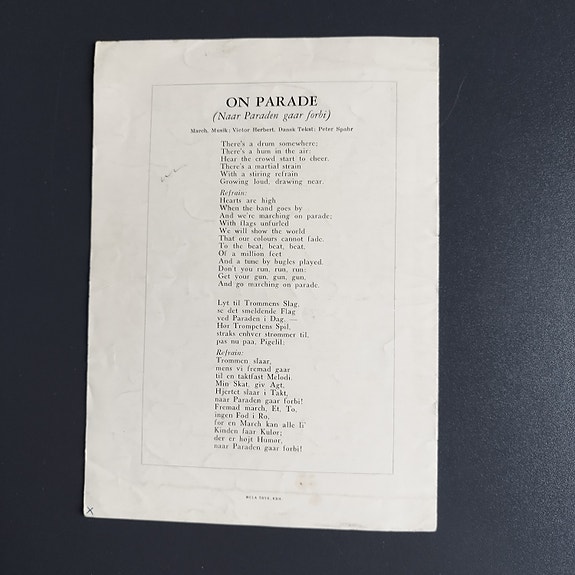 ON PARADE
(Naar Paraden gaar forbi)
March. Musik: Victor Herbert. Dansk Tekst: Peter Spahr
There's a drum somewhere;
There's a hum in the air;
Hear the crowd start to cheer.
There's a martial strain
With a stiring refrain
Growing loud, drawing near.
Refrain:
Hearts are high
When the band goes by
And we're marching on parade;
With flags unfurled
We will show the world
That our colours cannot fade.
To the beat, beat, beat,
Of a million feet
And a tune by bugles played.
Don't you run, run, run:
Get your gun, gun, gun,
And go marching on parade.
Lyt til Trommens Slag,
se det smeldende Flag
ved Paraden i Dag. —
Hør Trompetens Spil,
straks enhver strømmer til,
pas nu paa, Pigelil;
Refrain:
Trommen slaar,
mens vi fremad gaar
til en taktfast Melodi.
Min Skat, giv Agt,
Hjertet slaar i Takt,
naar Paraden gaar forbi!
Fremad march, Et, To,
ingen Fod i Ro,
for en March kan alle li'
Kinden faar Kulør;
der er højt Humør,
naar Paraden gaar forbi!
X